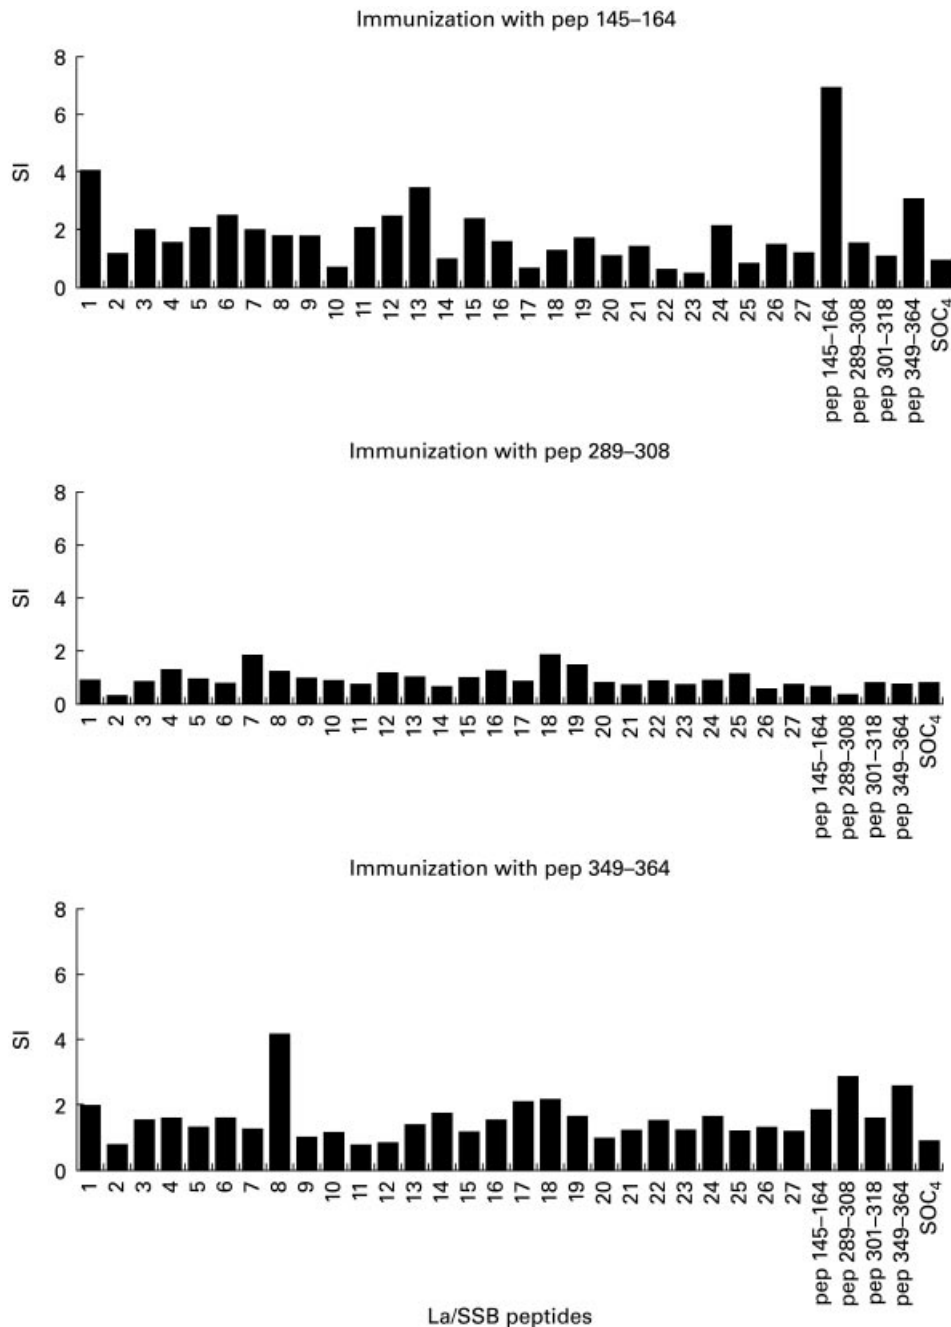 Immunization with pep 145–164
8
6
4
2
0
SI
1 2 3 4 5 6 7 8 9 10 11 12 13 14 15 16 17 18 19 20 21 22 23 24 25 26 27 pep 145–164 pep 289–308 pep 301–318 pep 349–364 SOC₄
Immunization with pep 289–308
8
6
4
2
0
SI
1 2 3 4 5 6 7 8 9 10 11 12 13 14 15 16 17 18 19 20 21 22 23 24 25 26 27 pep 145–164 pep 289–308 pep 301–318 pep 349–364 SOC₄
Immunization with pep 349–364
8
6
4
2
0
SI
1 2 3 4 5 6 7 8 9 10 11 12 13 14 15 16 17 18 19 20 21 22 23 24 25 26 27 pep 145–164 pep 289–308 pep 301–318 pep 349–364 SOC₄
La/SSB peptides